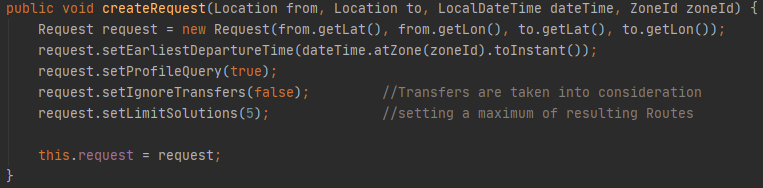 public void createRequest(Location from, Location to, LocalDateTime dateTime, ZoneId zoneId) {
    Request request = new Request(from.getLat(), from.getLon(), to.getLat(), to.getLon());
    request.setEarliestDepartureTime(dateTime.atZone(zoneId).toInstant());
    request.setProfileQuery(true);
    request.setIgnoreTransfers(false);         //Transfers are taken into consideration
    request.setLimitSolutions(5);              //setting a maximum of resulting Routes

    this.request = request;
}